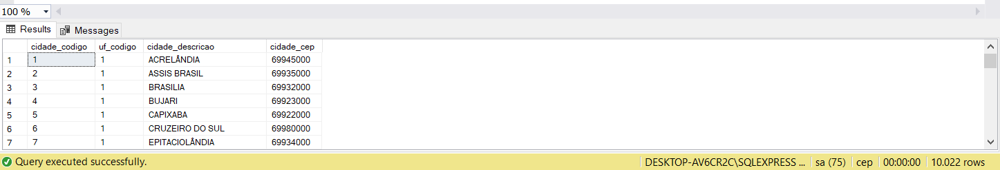 100 %
Results Messages
cidade_codigo uf_codigo cidade_descricao cidade_cep
1 1 1 ACRELÂNDIA 69945000
2 2 1 ASSIS BRASIL 69935000
3 3 1 BRASILIA 69932000
4 4 1 BUJARI 69923000
5 5 1 CAPIXABA 69922000
6 6 1 CRUZEIRO DO SUL 69980000
7 7 1 EPITACIOLÂNDIA 69934000
Query executed successfully. DESKTOP-AV6CR2C\SQLEXPRESS ... sa (75) cep 00:00:00 10.022 rows